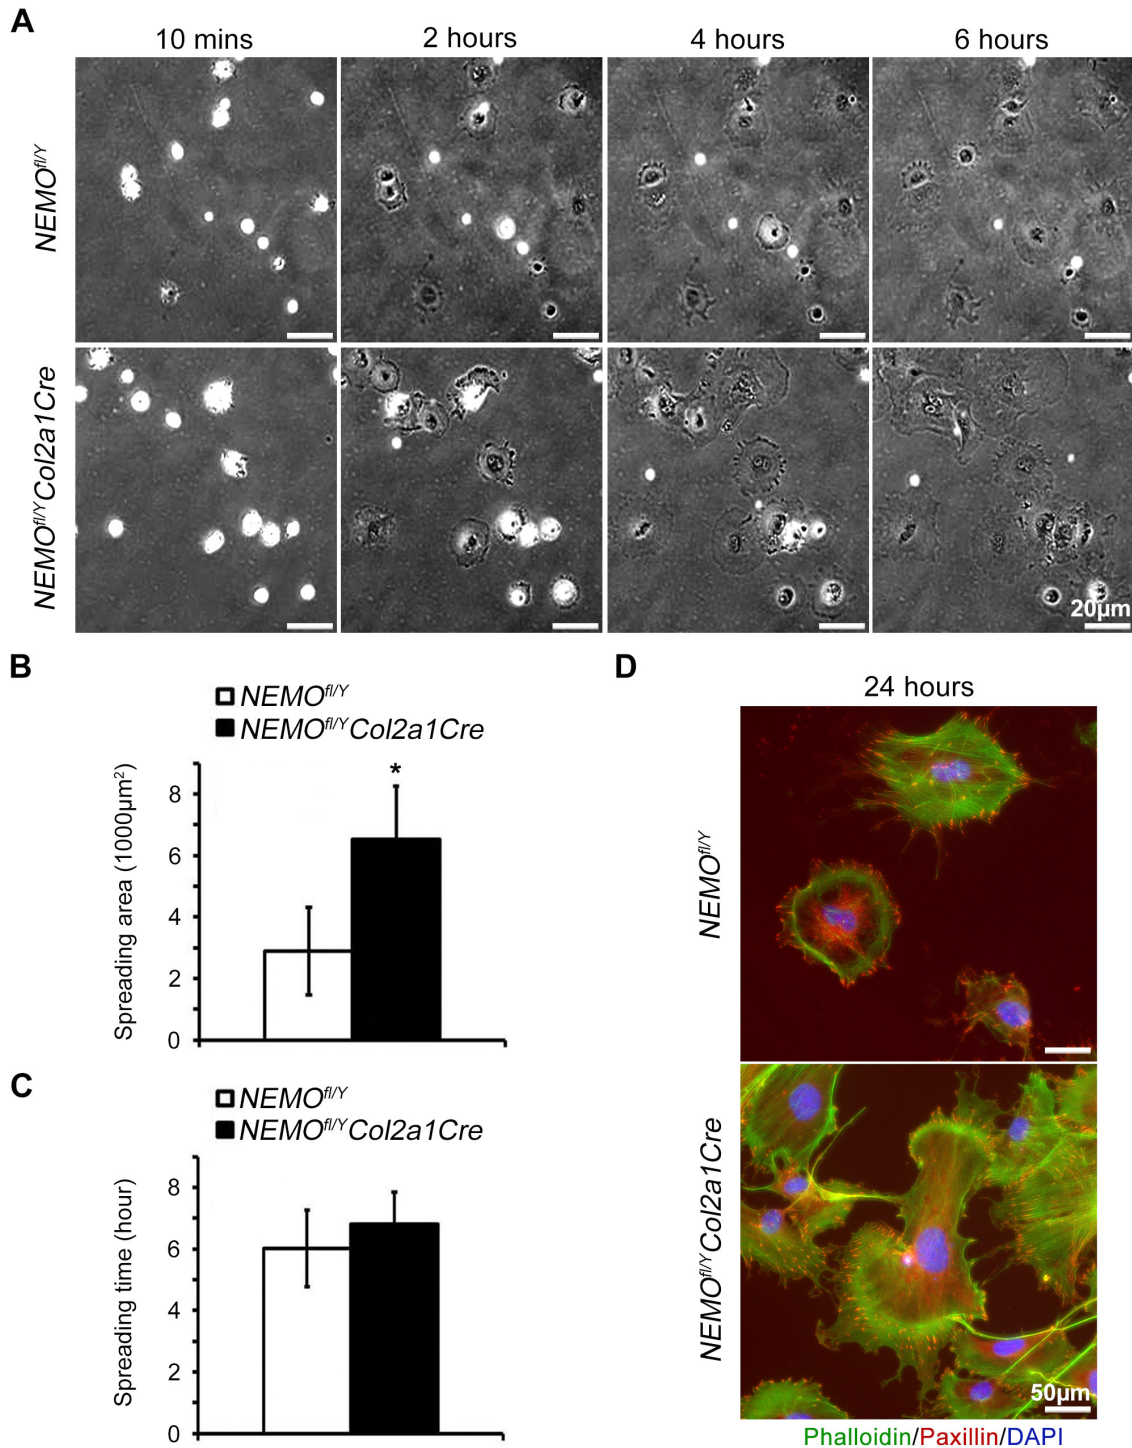 A
10 mins 2 hours 4 hours 6 hours
NEMOfl/Y
NEMOfl/YCol2a1Cre
20µm
B
NEMOfl/Y
NEMOfl/YCol2a1Cre
*
Spreading area (1000µm²)
8
6
4
2
0
C
NEMOfl/Y
NEMOfl/YCol2a1Cre
Spreading time (hour)
8
6
4
2
0
D
24 hours
NEMOfl/Y
NEMOfl/YCol2a1Cre
50µm
Phalloidin/Paxillin/DAPI